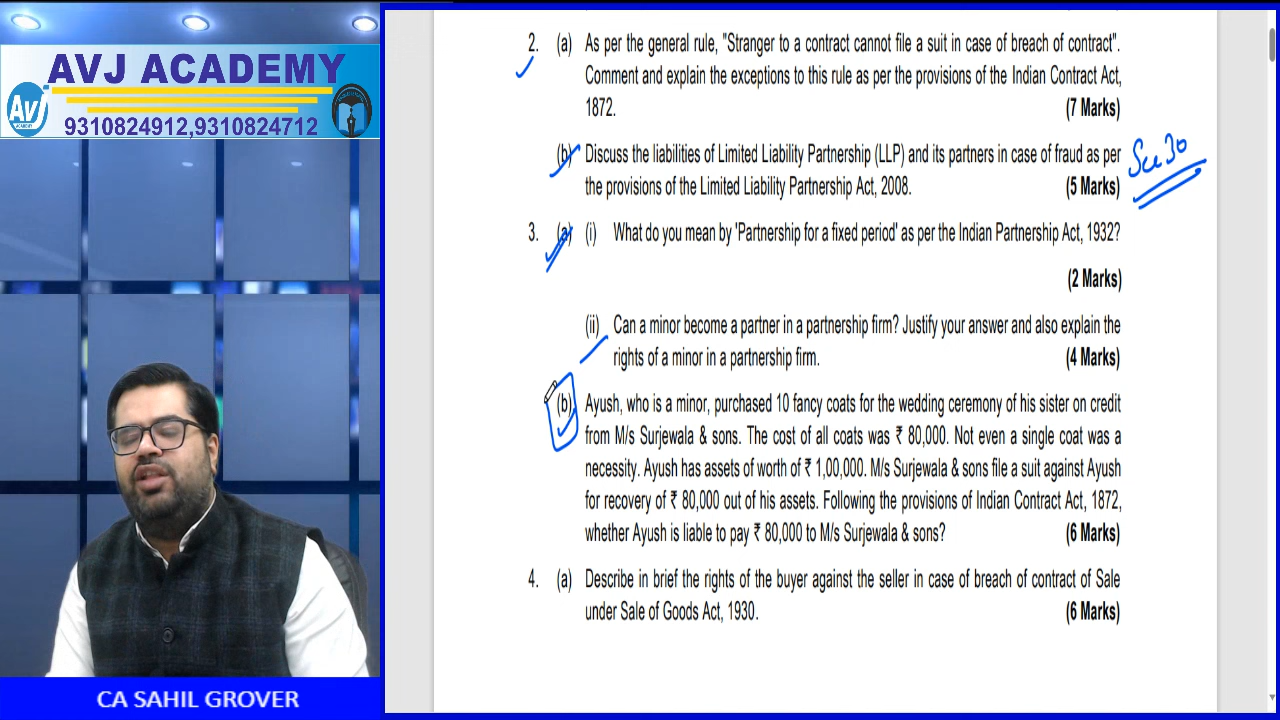 AVJ ACADEMY
AVJ
ACADEMY
9310824912,9310824712
2. (a) As per the general rule, "Stranger to a contract cannot file a suit in case of breach of contract".
Comment and explain the exceptions to this rule as per the provisions of the Indian Contract Act,
1872. (7 Marks)
(b) Discuss the liabilities of Limited Liability Partnership (LLP) and its partners in case of fraud as per
the provisions of the Limited Liability Partnership Act, 2008. (5 Marks)
Sec 30
3. (a) (i) What do you mean by 'Partnership for a fixed period' as per the Indian Partnership Act, 1932?
(2 Marks)
(ii) Can a minor become a partner in a partnership firm? Justify your answer and also explain the
rights of a minor in a partnership firm. (4 Marks)
(b) Ayush, who is a minor, purchased 10 fancy coats for the wedding ceremony of his sister on credit
from M/s Surjewala & sons. The cost of all coats was ₹ 80,000. Not even a single coat was a
necessity. Ayush has assets of worth of ₹ 1,00,000. M/s Surjewala & sons file a suit against Ayush
for recovery of ₹ 80,000 out of his assets. Following the provisions of Indian Contract Act, 1872,
whether Ayush is liable to pay ₹ 80,000 to M/s Surjewala & sons? (6 Marks)
4. (a) Describe in brief the rights of the buyer against the seller in case of breach of contract of Sale
under Sale of Goods Act, 1930. (6 Marks)
CA SAHIL GROVER